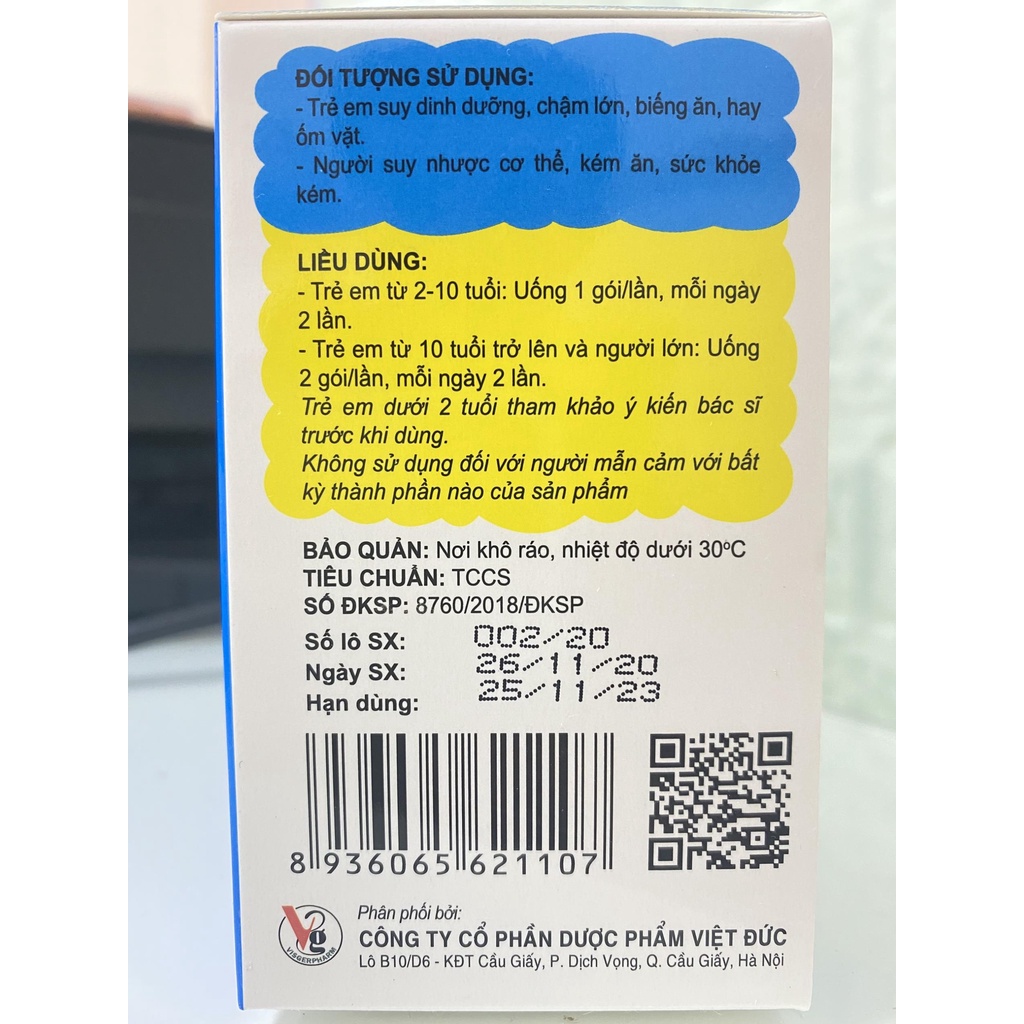 ĐỐI TƯỢNG SỬ DỤNG:
- Trẻ em suy dinh dưỡng, chậm lớn, biếng ăn, hay
ốm vặt.
- Người suy nhược cơ thể, kém ăn, sức khỏe
kém.
LIỀU DÙNG:
- Trẻ em từ 2-10 tuổi: Uống 1 gói/lần, mỗi ngày
2 lần.
- Trẻ em từ 10 tuổi trở lên và người lớn: Uống
2 gói/lần, mỗi ngày 2 lần.
Trẻ em dưới 2 tuổi tham khảo ý kiến bác sĩ
trước khi dùng.
Không sử dụng đối với người mẫn cảm với bất
kỳ thành phần nào của sản phẩm
BẢO QUẢN: Nơi khô ráo, nhiệt độ dưới 30ºC
TIÊU CHUẨN: TCCS
SỐ ĐKSP: 8760/2018/ĐKSP
Số lô SX: 002/20
Ngày SX: 26/11/20
Hạn dùng: 25/11/23
8 936065 621107
Phân phối bởi:
CÔNG TY CỔ PHẦN DƯỢC PHẨM VIỆT ĐỨC
Lô B10/D6 - KĐT Cầu Giấy, P. Dịch Vọng, Q. Cầu Giấy, Hà Nội
Vg
VISGERPHARM